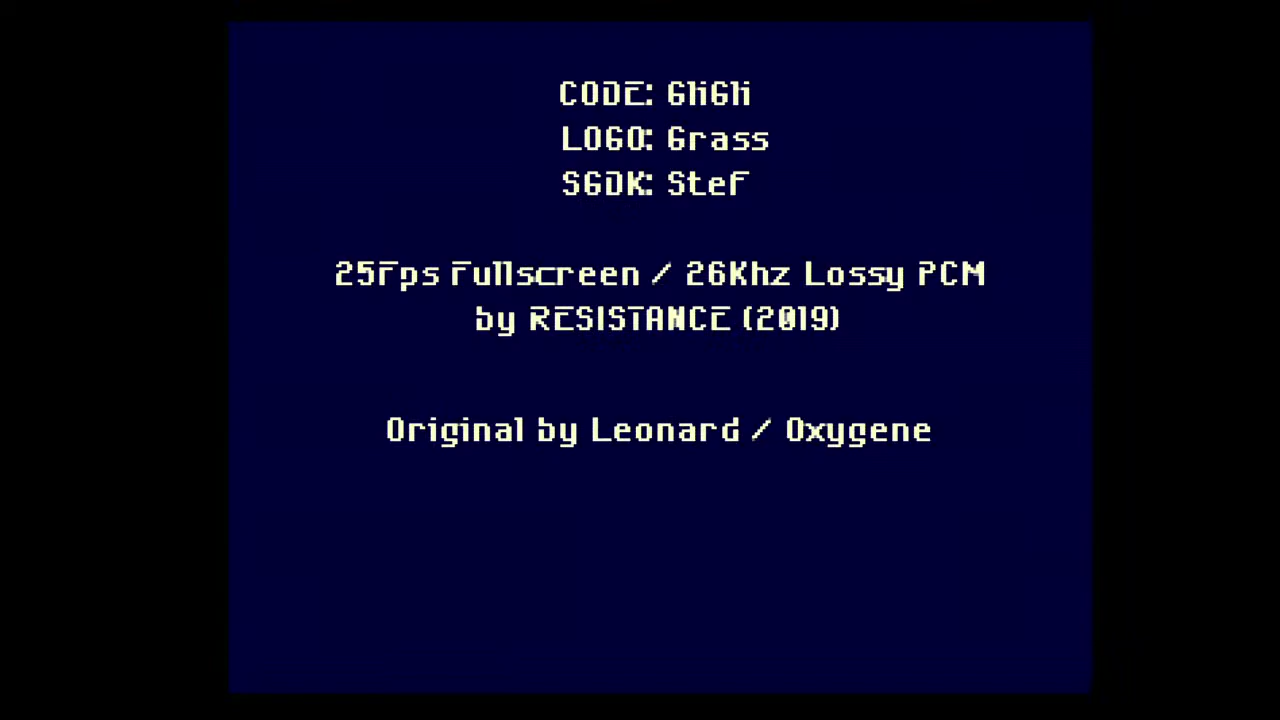 CODE: GliGli
LOGO: Grass
SGDK: Stef
25Fps Fullscreen / 26Khz Lossy PCM
by RESISTANCE (2019)
Original by Leonard / Oxygene